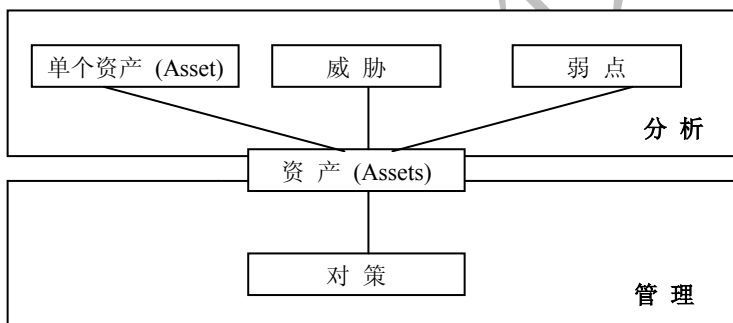 单个资产 (Asset) 威 胁 弱 点
分 析
资 产 (Assets)
对 策
管 理